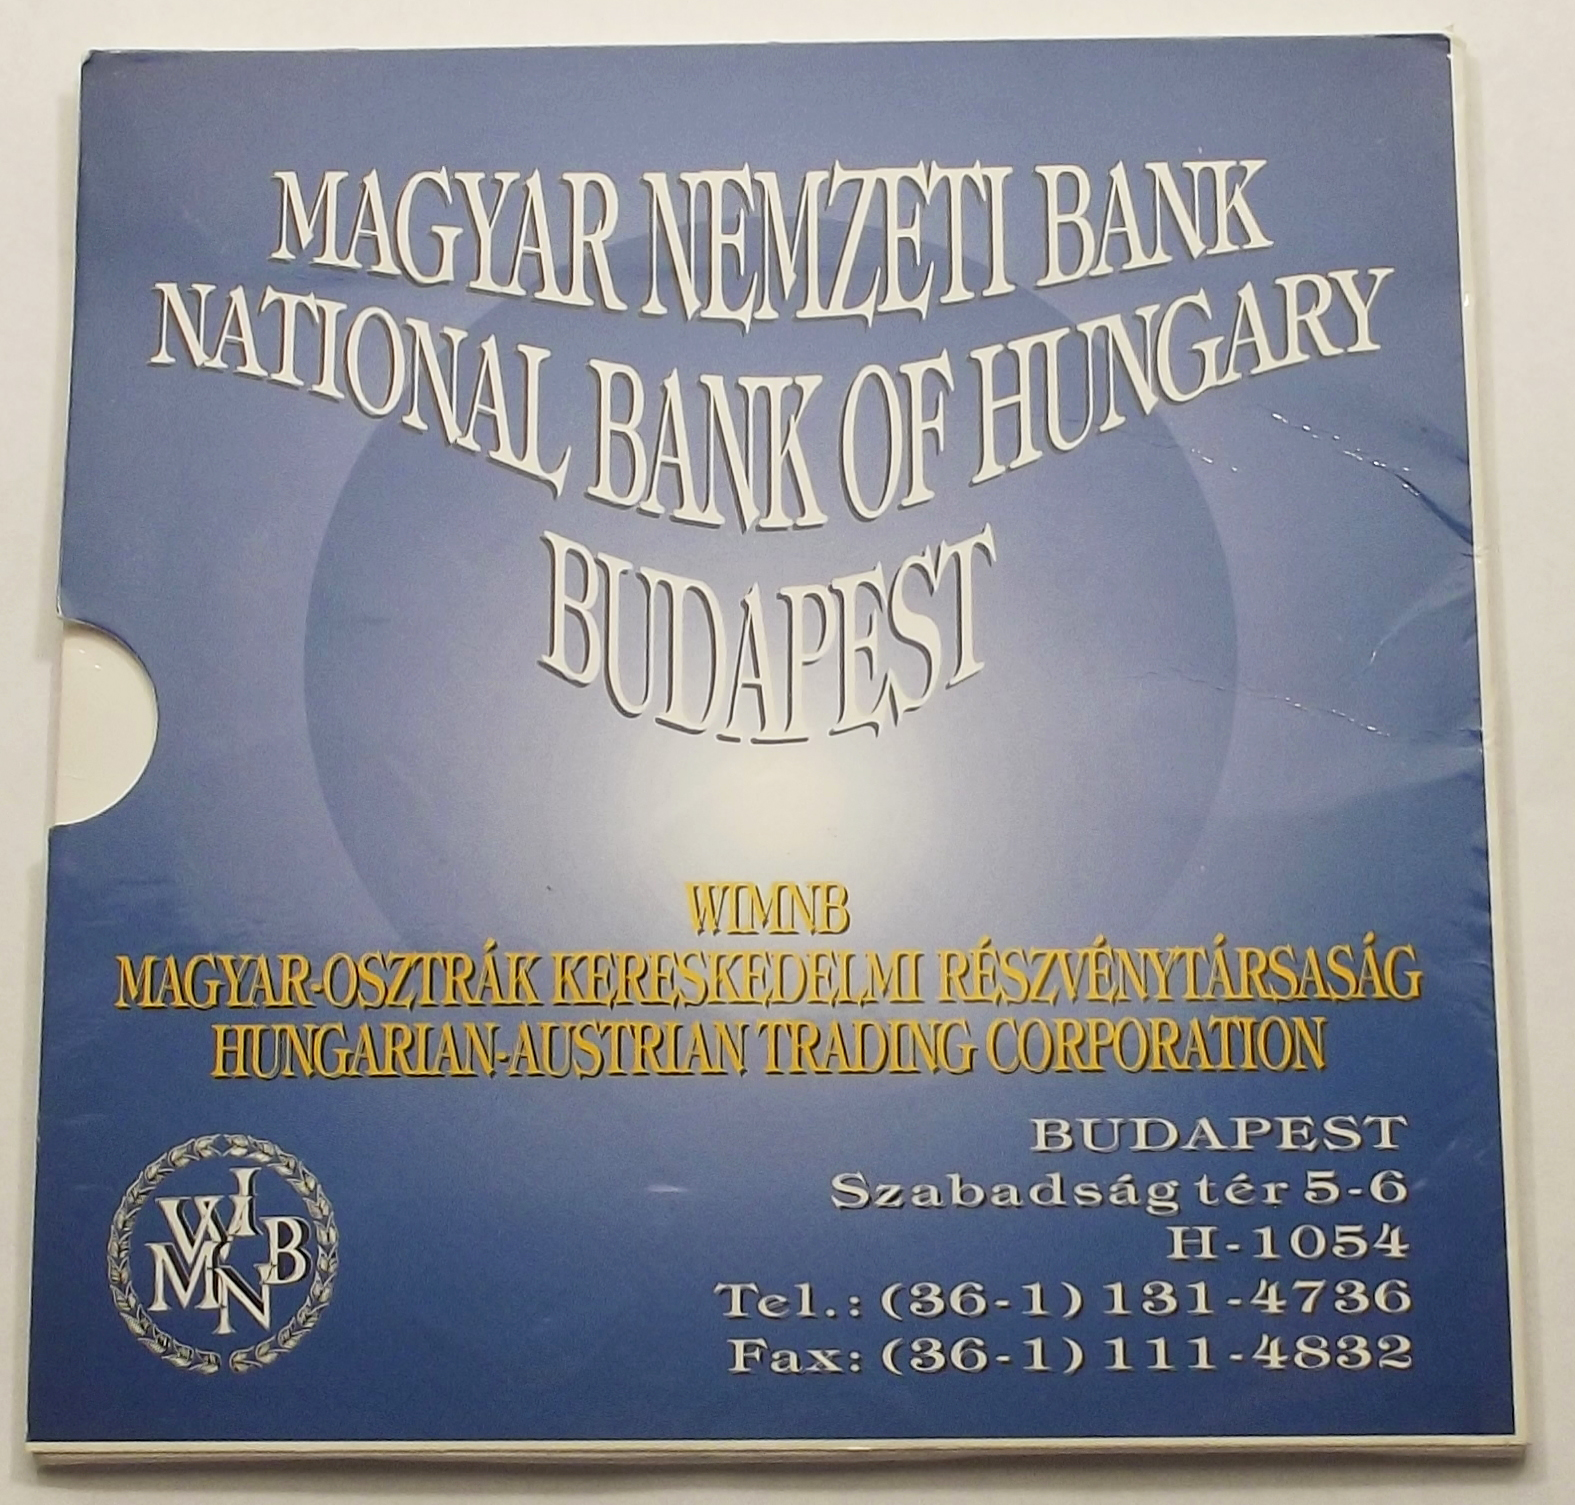 MAGYAR NEMZETI BANK
NATIONAL BANK OF HUNGARY
BUDAPEST
WIMNB
MAGYAR-OSZTRÁK KERESKEDELMI RÉSZVÉNYTÁRSASÁG
HUNGARIAN-AUSTRIAN TRADING CORPORATION
BUDAPEST
Szabadság tér 5-6
H-1054
Tel.: (36-1) 131-4736
Fax: (36-1) 111-4832
WIMNB